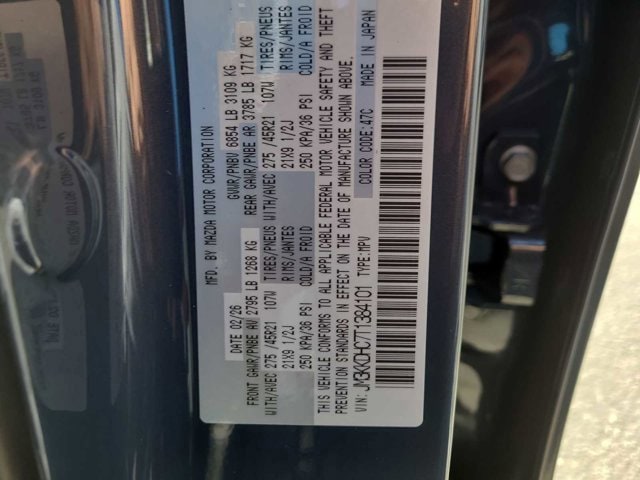 MFD. BY MAZDA MOTOR CORPORATION
DATE 02/26 GVWR/PNBV 6854 LB 3109 KG
FRONT GAWR/PNBE AV 2795 LB 1268 KG REAR GAWR/PNBE AR 3785 LB 1717 KG
WITH/AVEC 275 /45R21 107W TIRES/PNEUS WITH/AVEC 275 /45R21 107W TIRES/PNEUS
21X9 1/2J RIMS/JANTES 21X9 1/2J RIMS/JANTES
250 KPA/36 PSI COLD/A FROID 250 KPA/36 PSI COLD/A FROID
THIS VEHICLE CONFORMS TO ALL APPLICABLE FEDERAL MOTOR VEHICLE SAFETY AND THEFT
PREVENTION STANDARDS IN EFFECT ON THE DATE OF MANUFACTURE SHOWN ABOVE.
VIN: JM3KKDHC7T1384101 TYPE:MPV COLOR CODE:47C MADE IN JAPAN